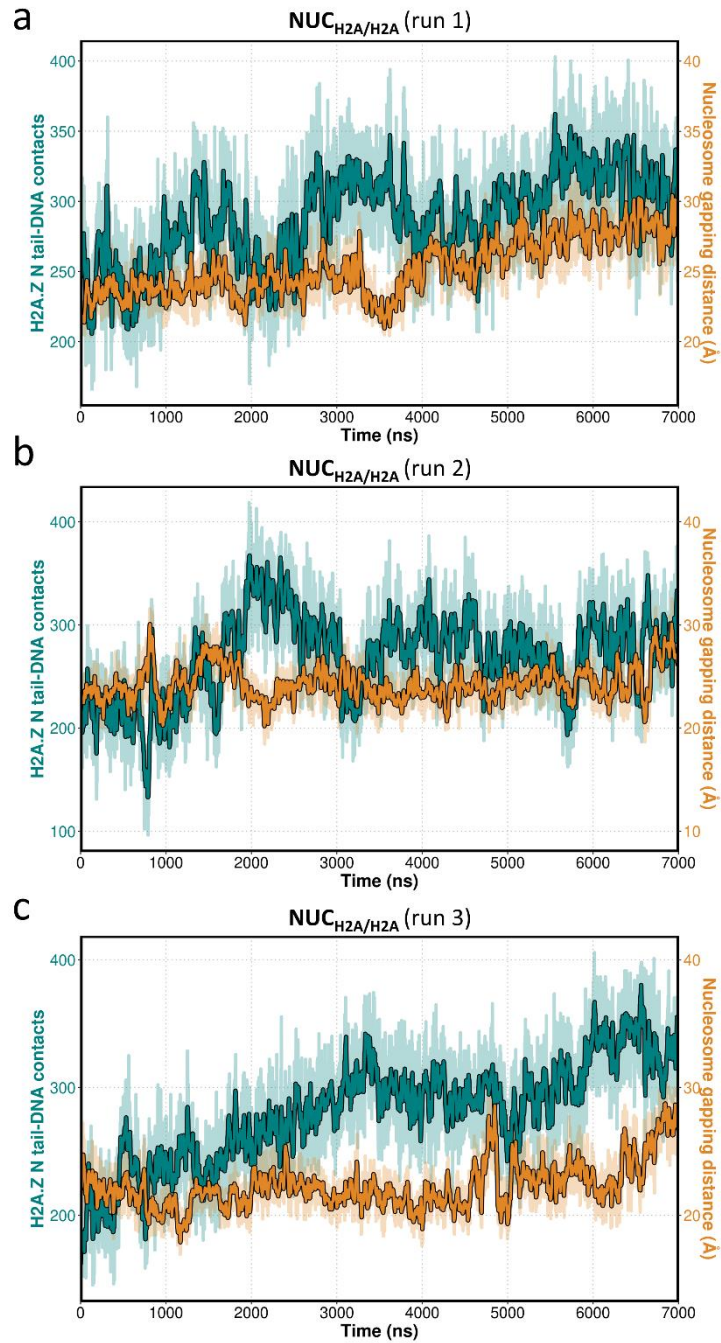 a
NUC_H2A/H2A (run 1)
H2A.Z N tail-DNA contacts
400
350
300
250
200
40
35
30
25
20
Nucleosome gapping distance (Å)
0 1000 2000 3000 4000 5000 6000 7000
Time (ns)
b
NUC_H2A/H2A (run 2)
H2A.Z N tail-DNA contacts
400
300
200
100
40
30
20
10
Nucleosome gapping distance (Å)
0 1000 2000 3000 4000 5000 6000 7000
Time (ns)
c
NUC_H2A/H2A (run 3)
H2A.Z N tail-DNA contacts
400
300
200
40
30
20
Nucleosome gapping distance (Å)
0 1000 2000 3000 4000 5000 6000 7000
Time (ns)